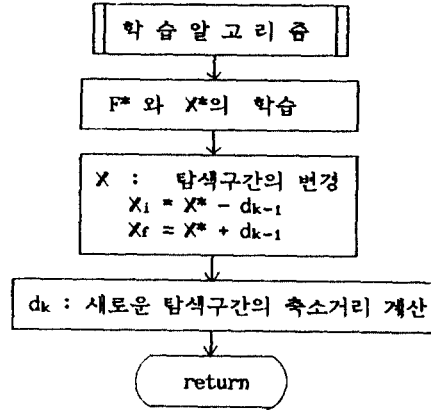 학 습 알 고 리 즘
F* 와 X*의 학습
X : 탐색구간의 변경
Xi = X* - dk-1
Xf = X* + dk-1
dk : 새로운 탐색구간의 축소거리 계산
return